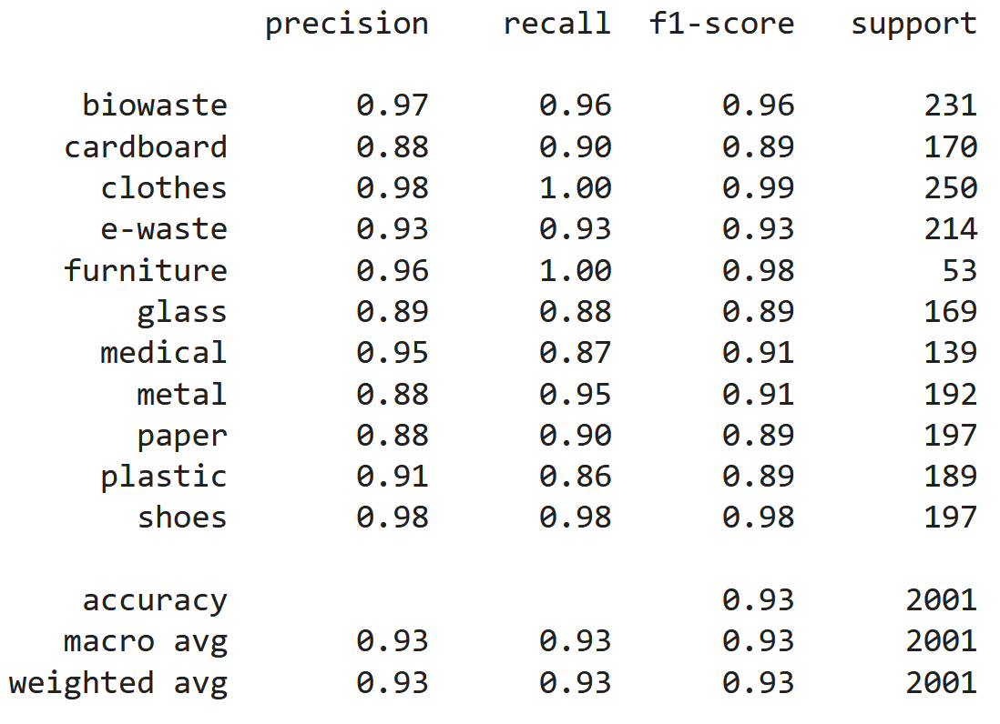 precision recall f1-score support
biowaste 0.97 0.96 0.96 231
cardboard 0.88 0.90 0.89 170
clothes 0.98 1.00 0.99 250
e-waste 0.93 0.93 0.93 214
furniture 0.96 1.00 0.98 53
glass 0.89 0.88 0.89 169
medical 0.95 0.87 0.91 139
metal 0.88 0.95 0.91 192
paper 0.88 0.90 0.89 197
plastic 0.91 0.86 0.89 189
shoes 0.98 0.98 0.98 197
accuracy 0.93 2001
macro avg 0.93 0.93 0.93 2001
weighted avg 0.93 0.93 0.93 2001